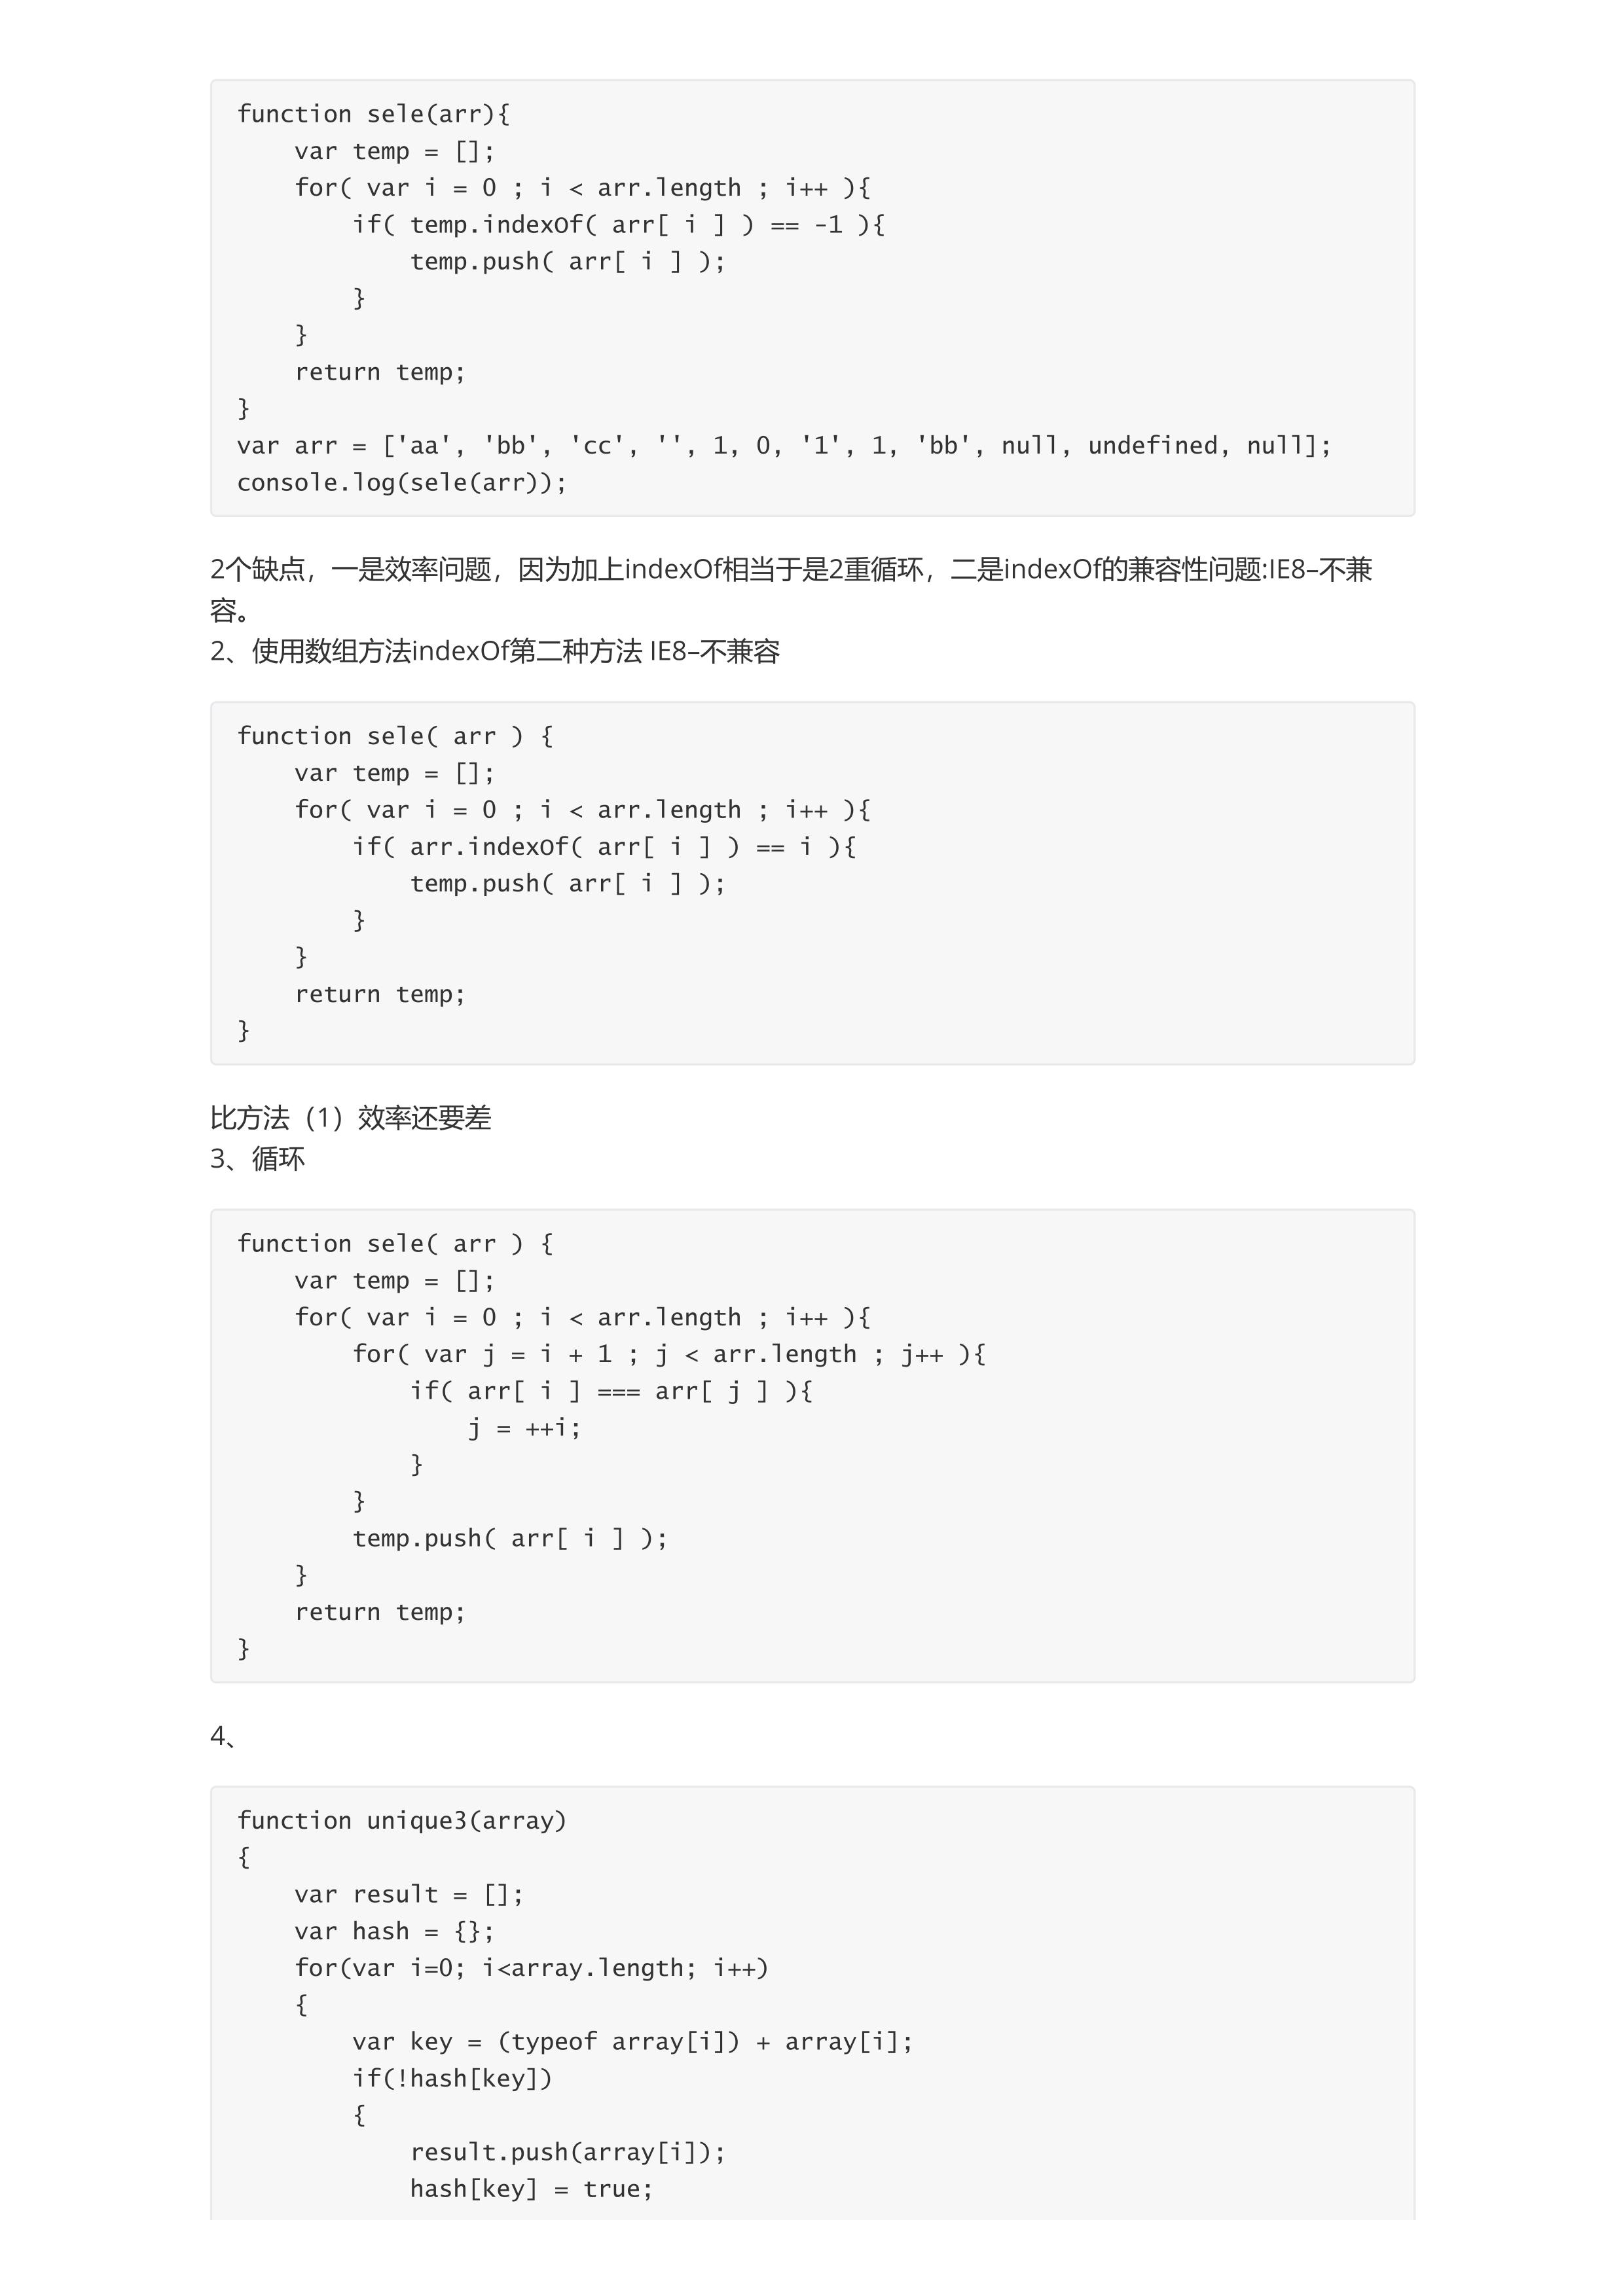 function sele(arr){
    var temp = [];
    for( var i = 0 ; i < arr.length ; i++ ){
        if( temp.indexOf( arr[ i ] ) == -1 ){
            temp.push( arr[ i ] );
        }
    }
    return temp;
}
var arr = ['aa', 'bb', 'cc', '', 1, 0, '1', 1, 'bb', null, undefined, null];
console.log(sele(arr));
2个缺点，一是效率问题，因为加上indexOf相当于是2重循环，二是indexOf的兼容性问题:IE8–不兼
容。
2、使用数组方法indexOf第二种方法 IE8–不兼容
function sele( arr ) {
    var temp = [];
    for( var i = 0 ; i < arr.length ; i++ ){
        if( arr.indexOf( arr[ i ] ) == i ){
            temp.push( arr[ i ] );
        }
    }
    return temp;
}
比方法（1）效率还要差
3、循环
function sele( arr ) {
    var temp = [];
    for( var i = 0 ; i < arr.length ; i++ ){
        for( var j = i + 1 ; j < arr.length ; j++ ){
            if( arr[ i ] === arr[ j ] ){
                j = ++i;
            }
        }
        temp.push( arr[ i ] );
    }
    return temp;
}
4、
function unique3(array)
{
    var result = [];
    var hash = {};
    for(var i=0; i<array.length; i++)
    {
        var key = (typeof array[i]) + array[i];
        if(!hash[key])
        {
            result.push(array[i]);
            hash[key] = true;